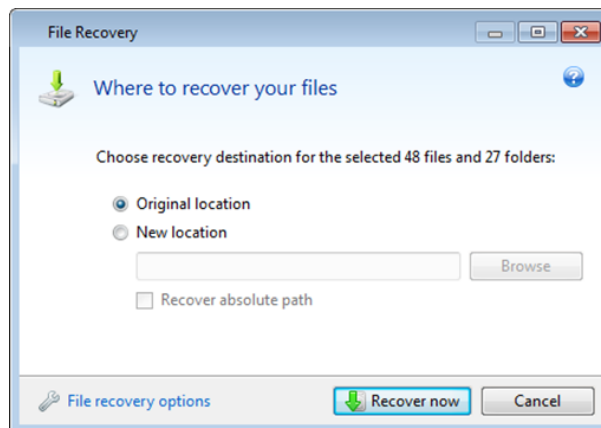 File Recovery
Where to recover your files
Choose recovery destination for the selected 48 files and 27 folders:
Original location
New location
Browse
Recover absolute path
File recovery options
Recover now
Cancel